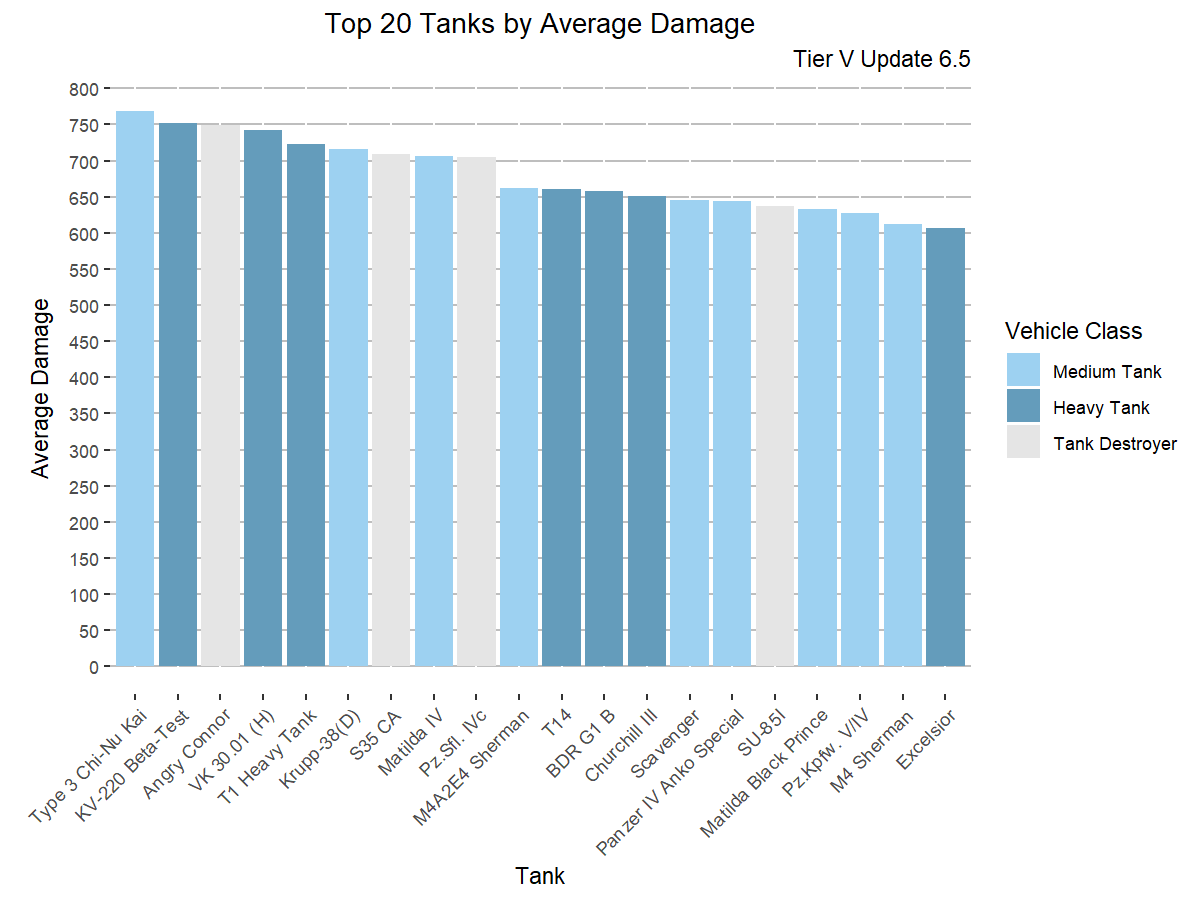 Top 20 Tanks by Average Damage
Tier V Update 6.5
800
750
700
650
600
550
500
450
400
350
300
250
200
150
100
50
0
Average Damage
Type 3 Chi-Nu Kai
KV-220 Beta-Test
Angry Connor
VK 30.01 (H)
T1 Heavy Tank
Krupp-38(D)
S35 CA
Matilda IV
Pz.Sfl. IVc
M4A2E4 Sherman
T14
BDR G1 B
Churchill III
Scavenger
Panzer IV Anko Special
SU-85I
Matilda Black Prince
Pz.Kpfw. V/IV
M4 Sherman
Excelsior
Tank
Vehicle Class
Medium Tank
Heavy Tank
Tank Destroyer